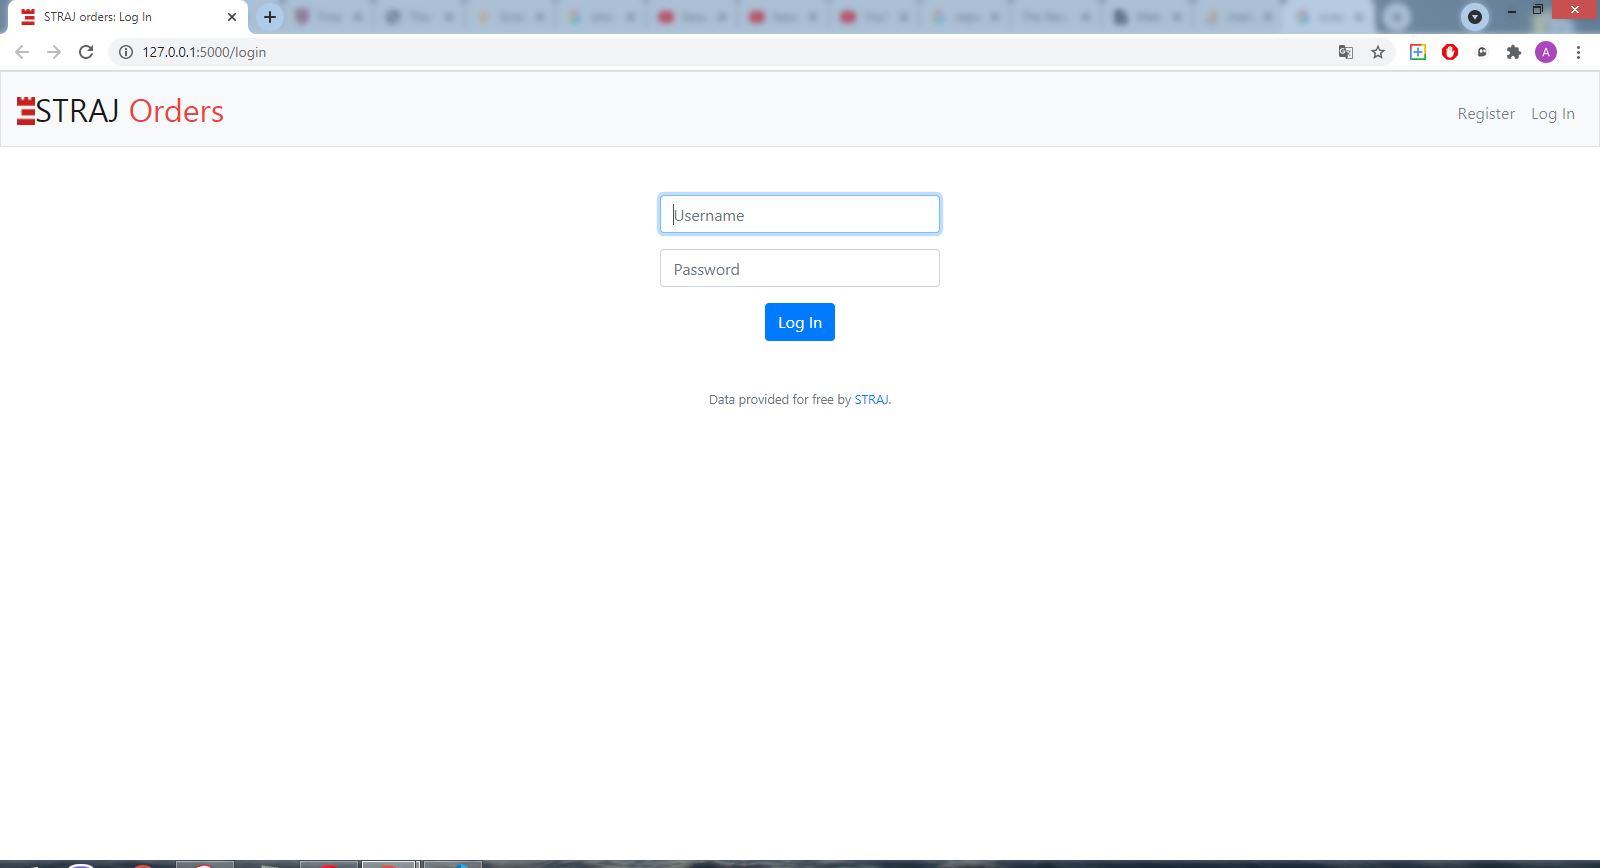 STRAJ orders: Log In
127.0.0.1:5000/login
A
STRAJ Orders
Register
Log In
Username
Password
Log In
Data provided for free by STRAJ.